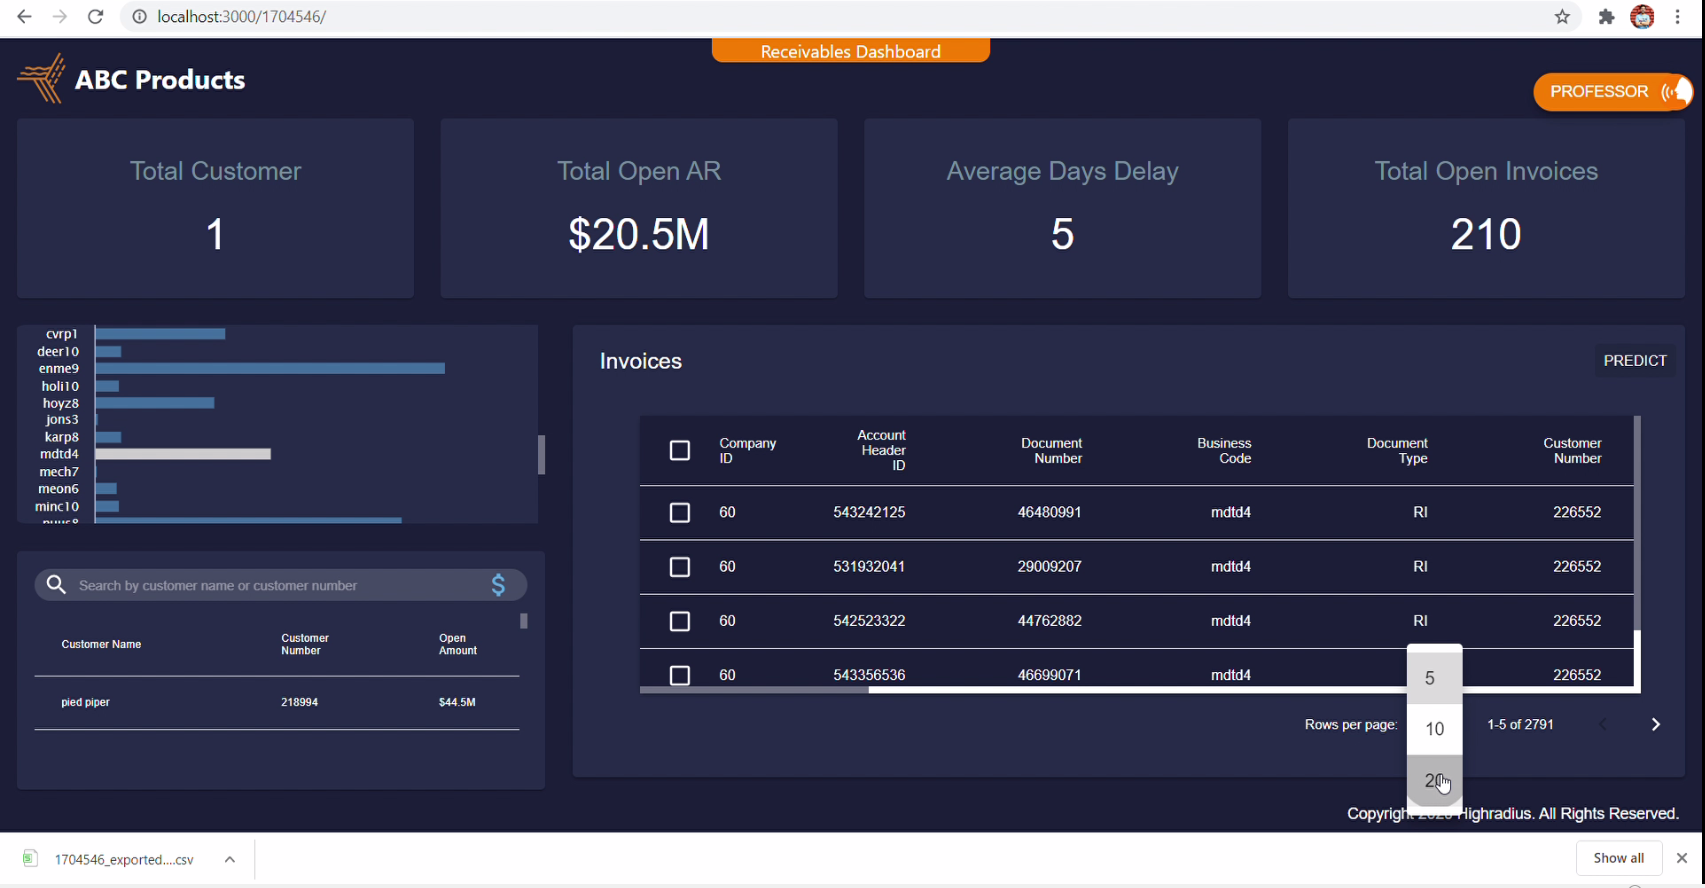 localhost:3000/1704546/
Receivables Dashboard
ABC Products
PROFESSOR
Total Customer
1
Total Open AR
$20.5M
Average Days Delay
5
Total Open Invoices
210
cvrp1
deer10
enme9
holi10
hoyz8
jons3
karp8
mdtd4
mech7
meon6
minc10
Search by customer name or customer number $
Customer Name Customer Number Open Amount
pied piper 218994 $44.5M
Invoices
PREDICT
Company ID Account Header ID Document Number Business Code Document Type Customer Number
60 543242125 46480991 mdtd4 RI 226552
60 531932041 29009207 mdtd4 RI 226552
60 542523322 44762882 mdtd4 RI 226552
60 543356536 46699071 mdtd4 226552
5
10
20
Rows per page: 1-5 of 2791
Highradius. All Rights Reserved.
1704546_exported....csv
Show all